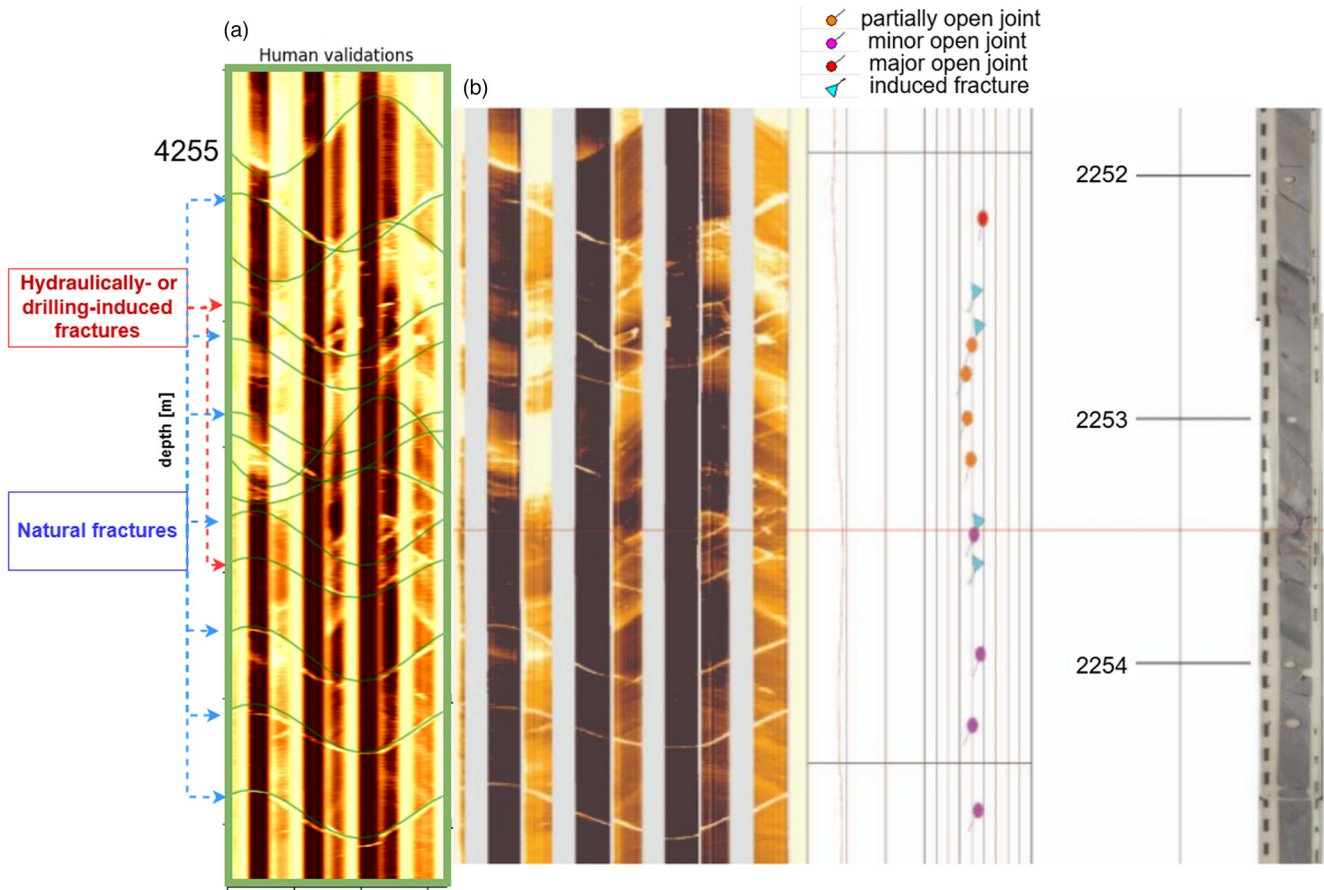 (a)
Human validations
4255
Hydraulically- or
drilling-induced
fractures
depth [m]
Natural fractures
(b)
partially open joint
minor open joint
major open joint
induced fracture
2252
2253
2254